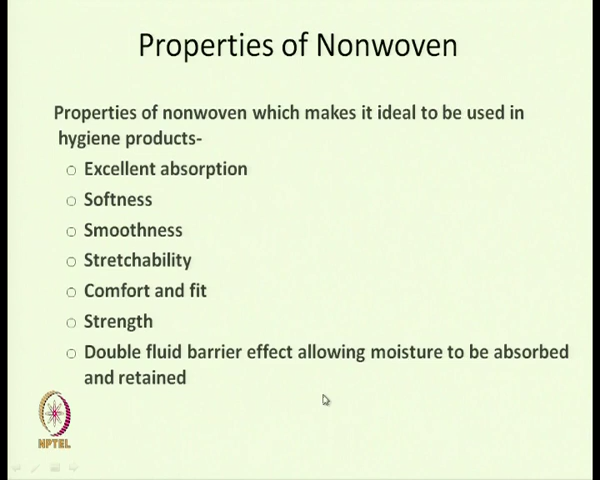 Properties of Nonwoven
Properties of nonwoven which makes it ideal to be used in
hygiene products-
Excellent absorption
Softness
Smoothness
Stretchability
Comfort and fit
Strength
Double fluid barrier effect allowing moisture to be absorbed
and retained
NPTEL